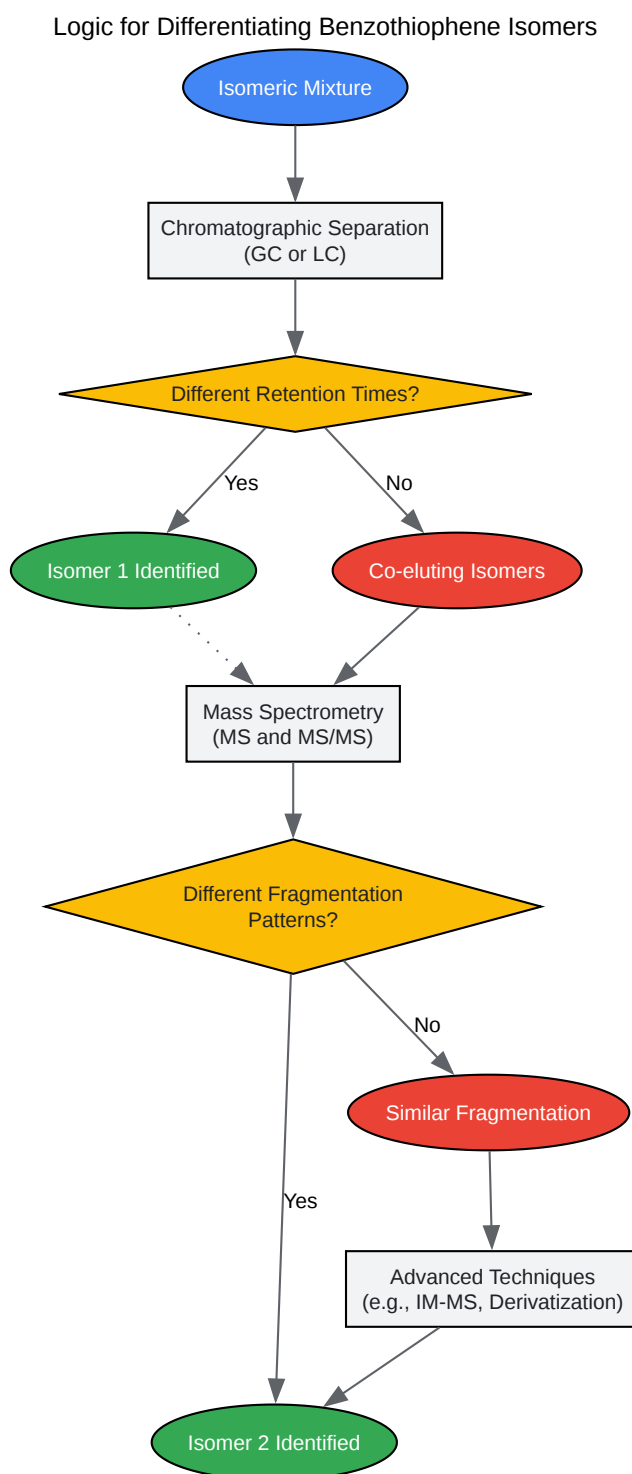 Logic for Differentiating Benzothiophene Isomers
Isomeric Mixture
Chromatographic Separation
(GC or LC)
Different Retention Times?
Yes
No
Isomer 1 Identified
Co-eluting Isomers
Mass Spectrometry
(MS and MS/MS)
Different Fragmentation
Patterns?
No
Similar Fragmentation
Yes
Advanced Techniques
(e.g., IM-MS, Derivatization)
Isomer 2 Identified